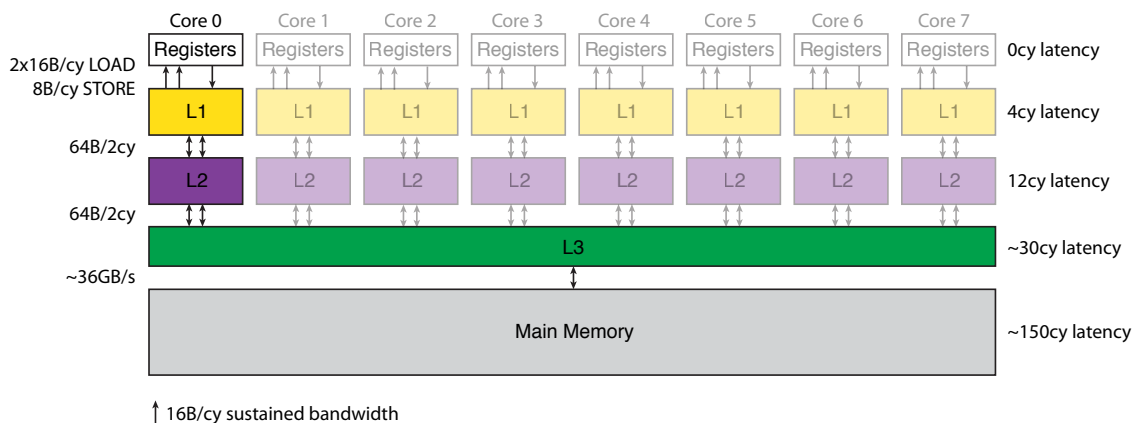 Core 0 Core 1 Core 2 Core 3 Core 4 Core 5 Core 6 Core 7
Registers Registers Registers Registers Registers Registers Registers Registers 0cy latency
2x16B/cy LOAD
8B/cy STORE
L1 L1 L1 L1 L1 L1 L1 L1 4cy latency
64B/2cy
L2 L2 L2 L2 L2 L2 L2 L2 12cy latency
64B/2cy
L3 ~30cy latency
~36GB/s
Main Memory ~150cy latency
16B/cy sustained bandwidth